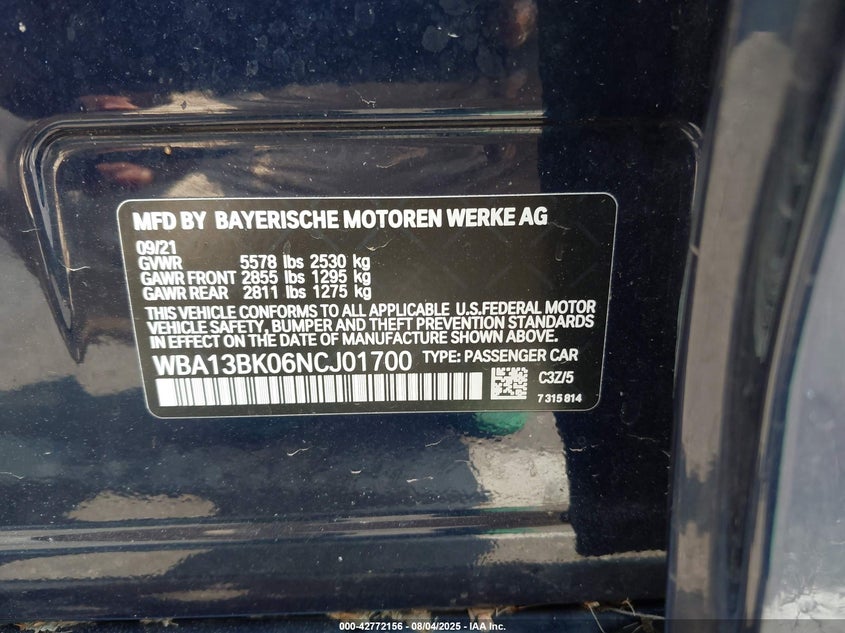 MFD BY BAYERISCHE MOTOREN WERKE AG
09/21
GVWR 5578 lbs 2530 kg
GAWR FRONT 2855 lbs 1295 kg
GAWR REAR 2811 lbs 1275 kg
THIS VEHICLE CONFORMS TO ALL APPLICABLE U.S.FEDERAL MOTOR
VEHICLE SAFETY, BUMPER AND THEFT PREVENTION STANDARDS
IN EFFECT ON THE DATE OF MANUFACTURE SHOWN ABOVE.
WBA13BK06NCJ01700 TYPE: PASSENGER CAR
C3Z/5
7 315 814
000-42772156 - 08/04/2025 - IAA Inc.